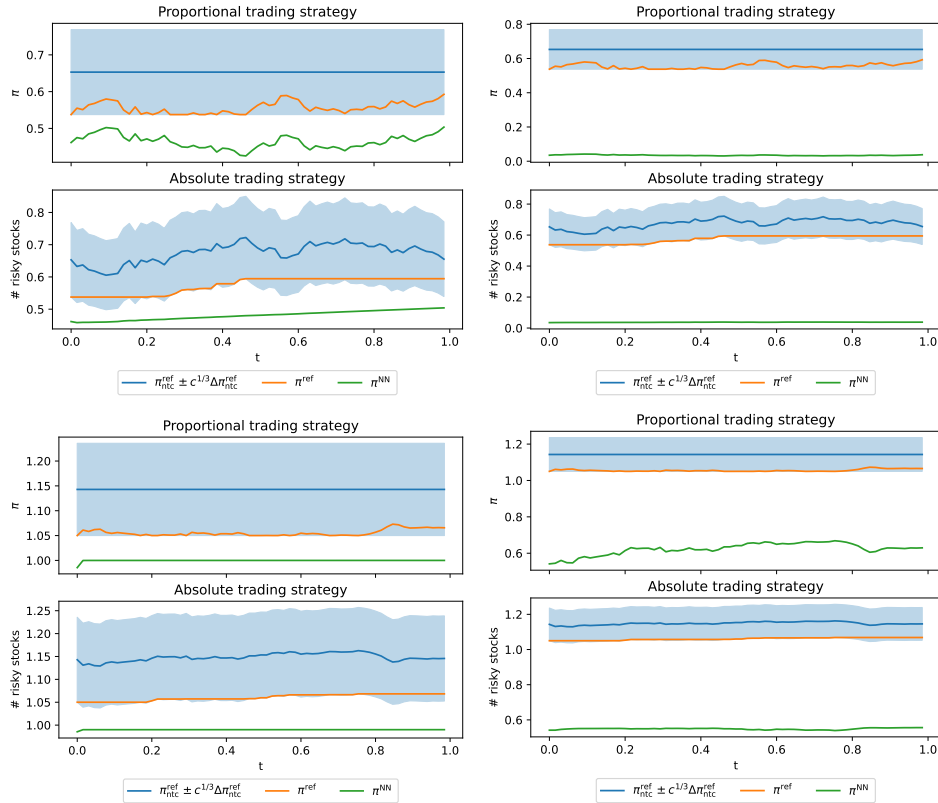 Proportional trading strategy
0.7
0.6
0.5
π
Absolute trading strategy
0.8
0.7
0.6
0.5
# risky stocks
0.0 0.2 0.4 0.6 0.8 1.0
t
π_ntc^ref ± c^1/3 Δπ_ntc^ref π^ref π^NN
Proportional trading strategy
0.8
0.6
0.4
0.2
0.0
π
Absolute trading strategy
0.8
0.6
0.4
0.2
0.0
# risky stocks
0.0 0.2 0.4 0.6 0.8 1.0
t
π_ntc^ref ± c^1/3 Δπ_ntc^ref π^ref π^NN
Proportional trading strategy
1.20
1.15
1.10
1.05
1.00
π
Absolute trading strategy
1.25
1.20
1.15
1.10
1.05
1.00
# risky stocks
0.0 0.2 0.4 0.6 0.8 1.0
t
π_ntc^ref ± c^1/3 Δπ_ntc^ref π^ref π^NN
Proportional trading strategy
1.2
1.0
0.8
0.6
π
Absolute trading strategy
1.2
1.0
0.8
0.6
# risky stocks
0.0 0.2 0.4 0.6 0.8 1.0
t
π_ntc^ref ± c^1/3 Δπ_ntc^ref π^ref π^NN